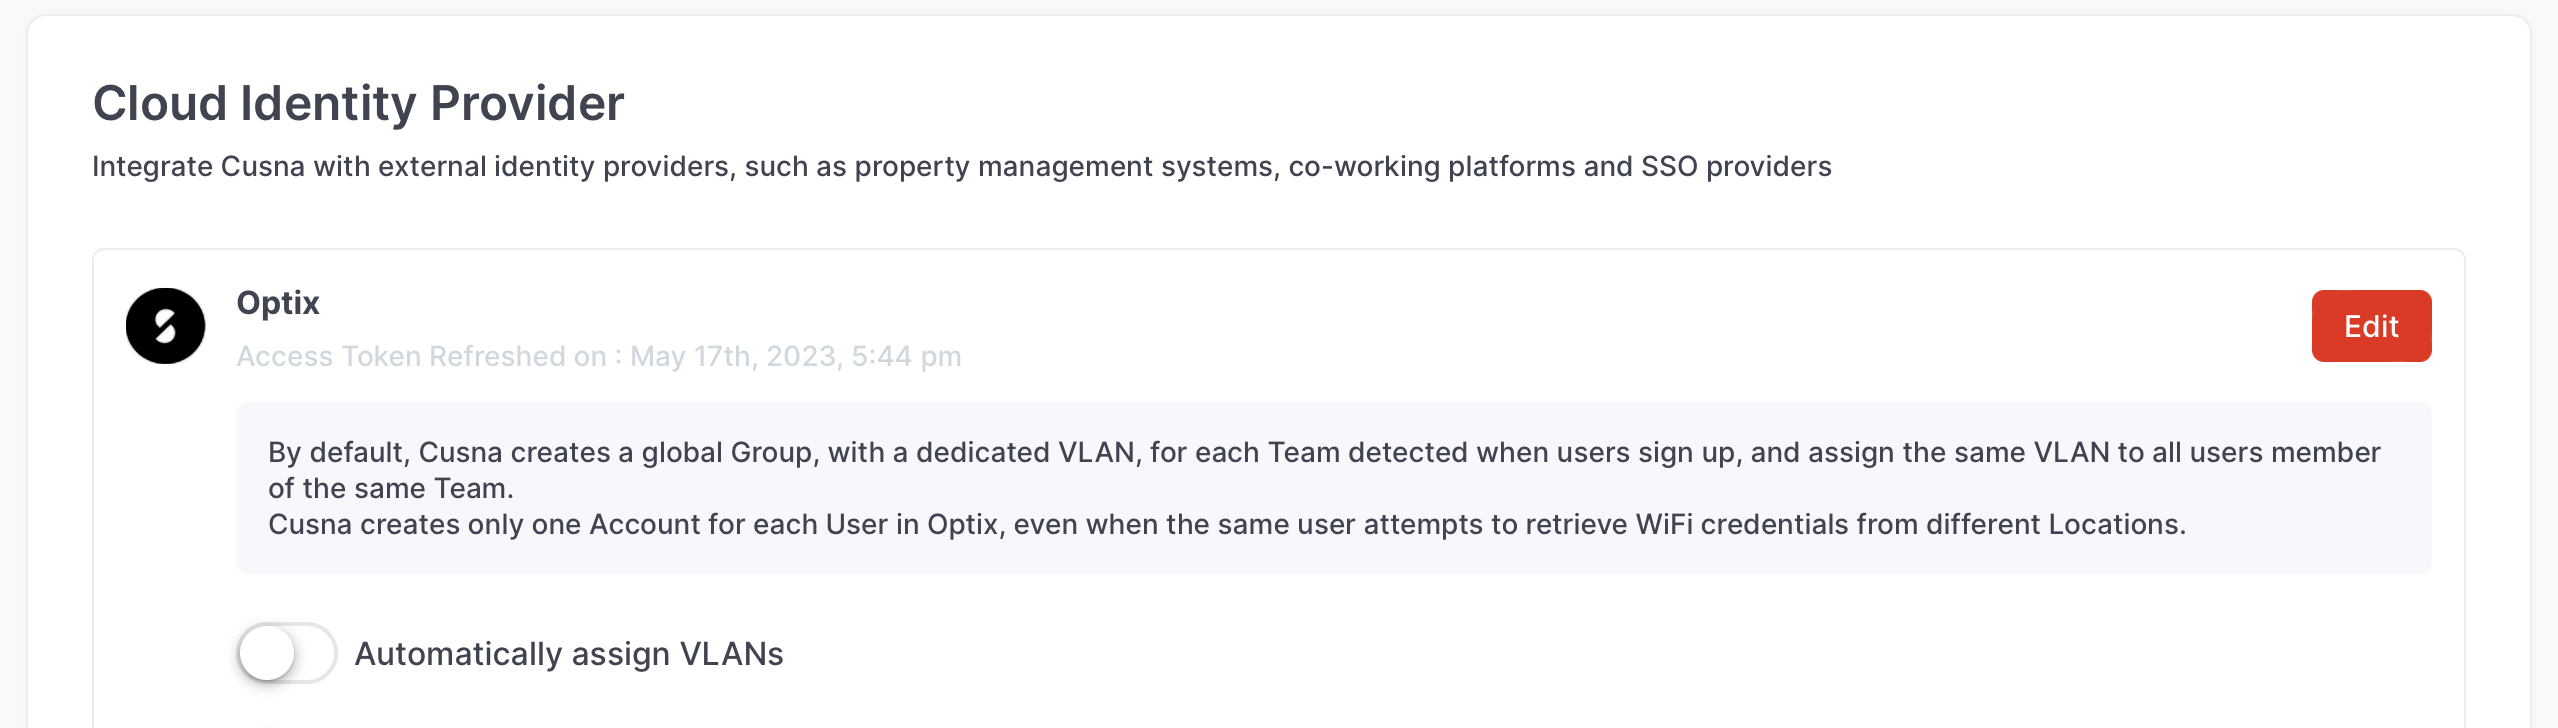 Cloud Identity Provider
Integrate Cusna with external identity providers, such as property management systems, co-working platforms and SSO providers
Optix
Edit
Access Token Refreshed on : May 17th, 2023, 5:44 pm
By default, Cusna creates a global Group, with a dedicated VLAN, for each Team detected when users sign up, and assign the same VLAN to all users member
of the same Team.
Cusna creates only one Account for each User in Optix, even when the same user attempts to retrieve WiFi credentials from different Locations.
Automatically assign VLANs